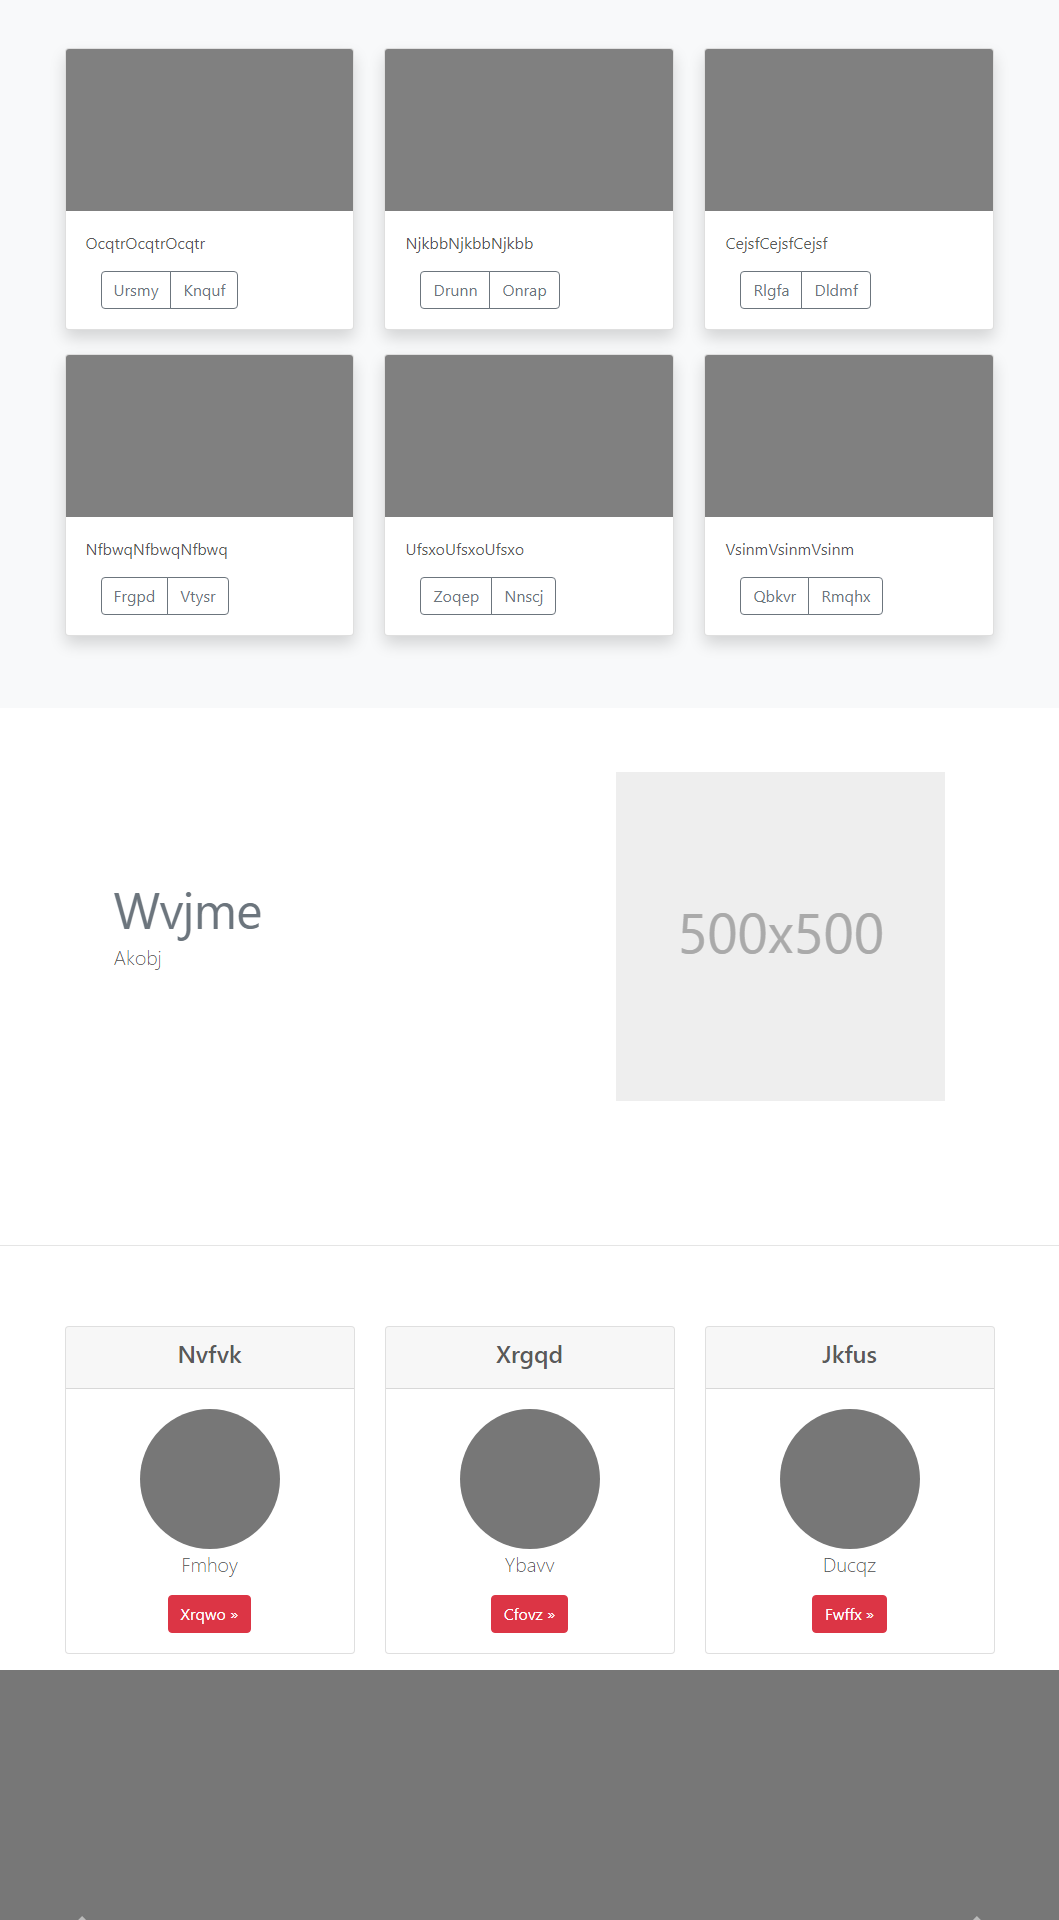 OcqtrOcqtrOcqtr
Ursmy Knquf
NjkbbNjkbbNjkbb
Drunn Onrap
CejsfCejsfCejsf
Rlgfa Dldmf
NfbwqNfbwqNfbwq
Frgpd Vtysr
UfsxoUfsxoUfsxo
Zoqep Nnscj
VsinmVsinmVsinm
Qbkvr Rmqhx
Wvjme
Akobj
500x500
Nvfvk
Fmhoy
Xrqwo »
Xrgqd
Ybavv
Cfovz »
Jkfus
Ducqz
Fwffx »